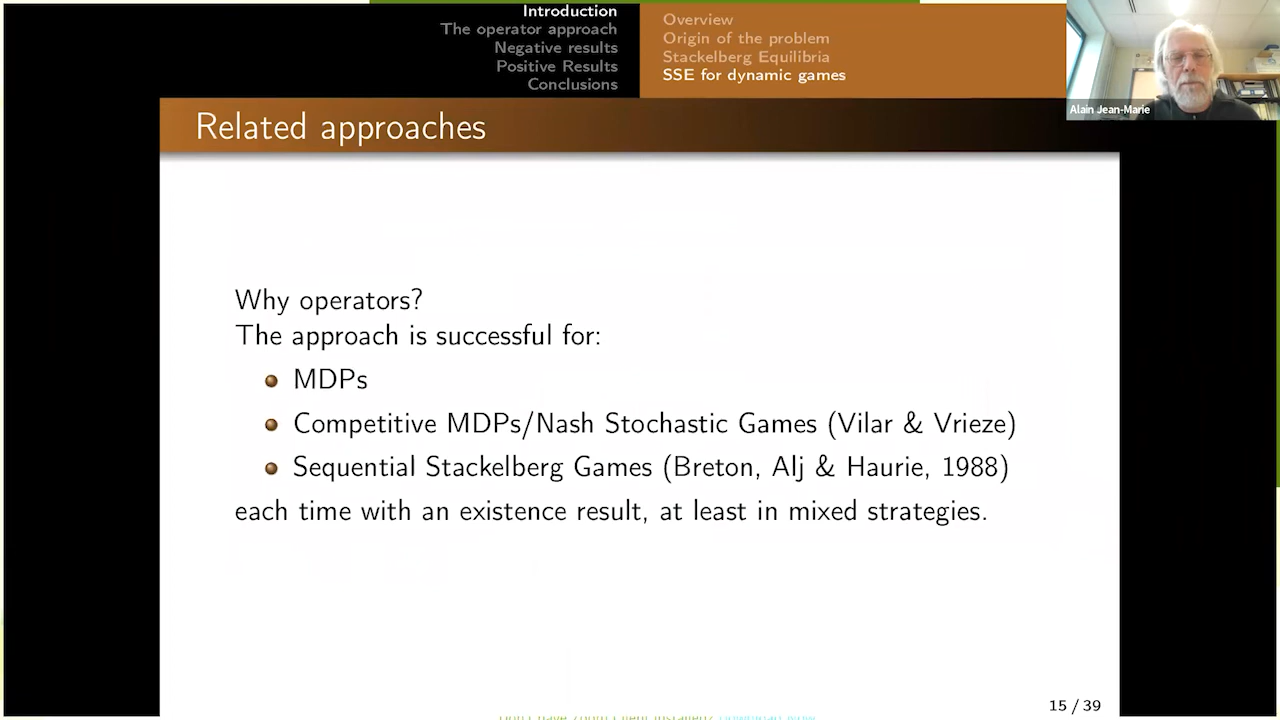 Introduction
The operator approach
Negative results
Positive Results
Conclusions
Overview
Origin of the problem
Stackelberg Equilibria
SSE for dynamic games
Alain Jean-Marie
Related approaches
Why operators?
The approach is successful for:
MDPs
Competitive MDPs/Nash Stochastic Games (Vilar & Vrieze)
Sequential Stackelberg Games (Breton, Alj & Haurie, 1988)
each time with an existence result, at least in mixed strategies.
15 / 39